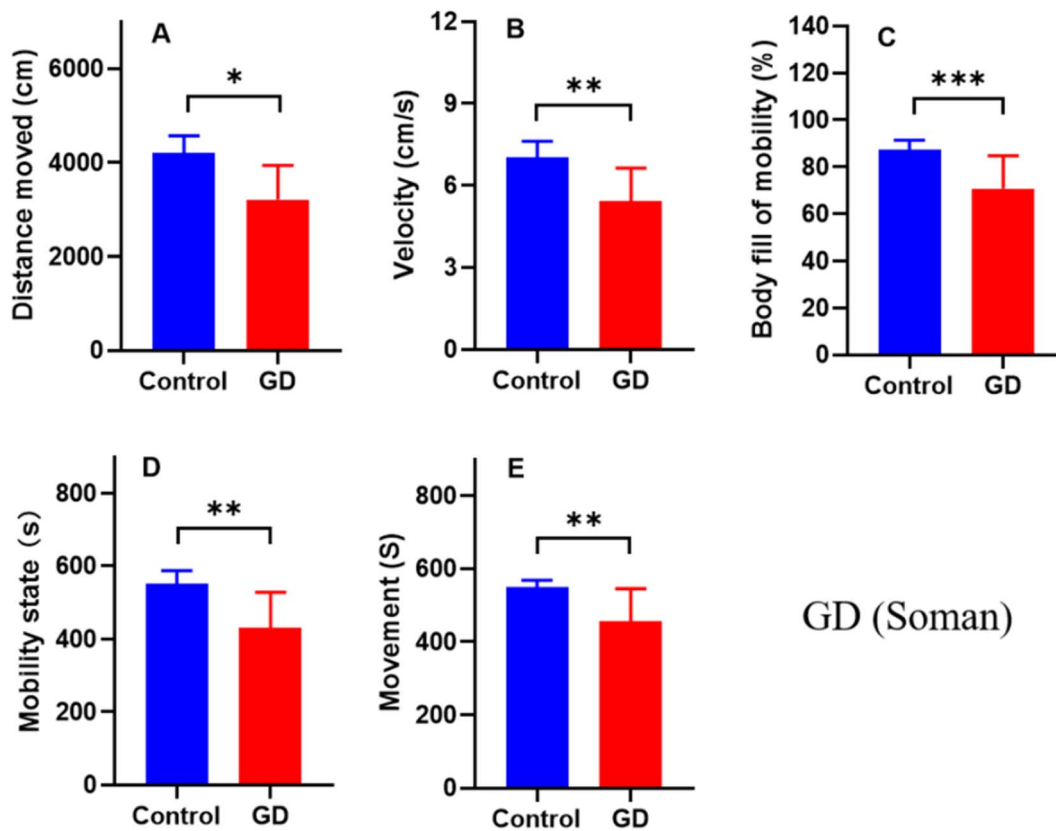 A
Distance moved (cm)
6000
4000
2000
0
*
Control GD
B
Velocity (cm/s)
12
9
6
3
0
**
Control GD
C
Body fill of mobility (%)
140
120
100
80
60
40
20
0
***
Control GD
D
Mobility state (s)
800
600
400
200
0
**
Control GD
E
Movement (S)
800
600
400
200
0
**
Control GD
GD (Soman)